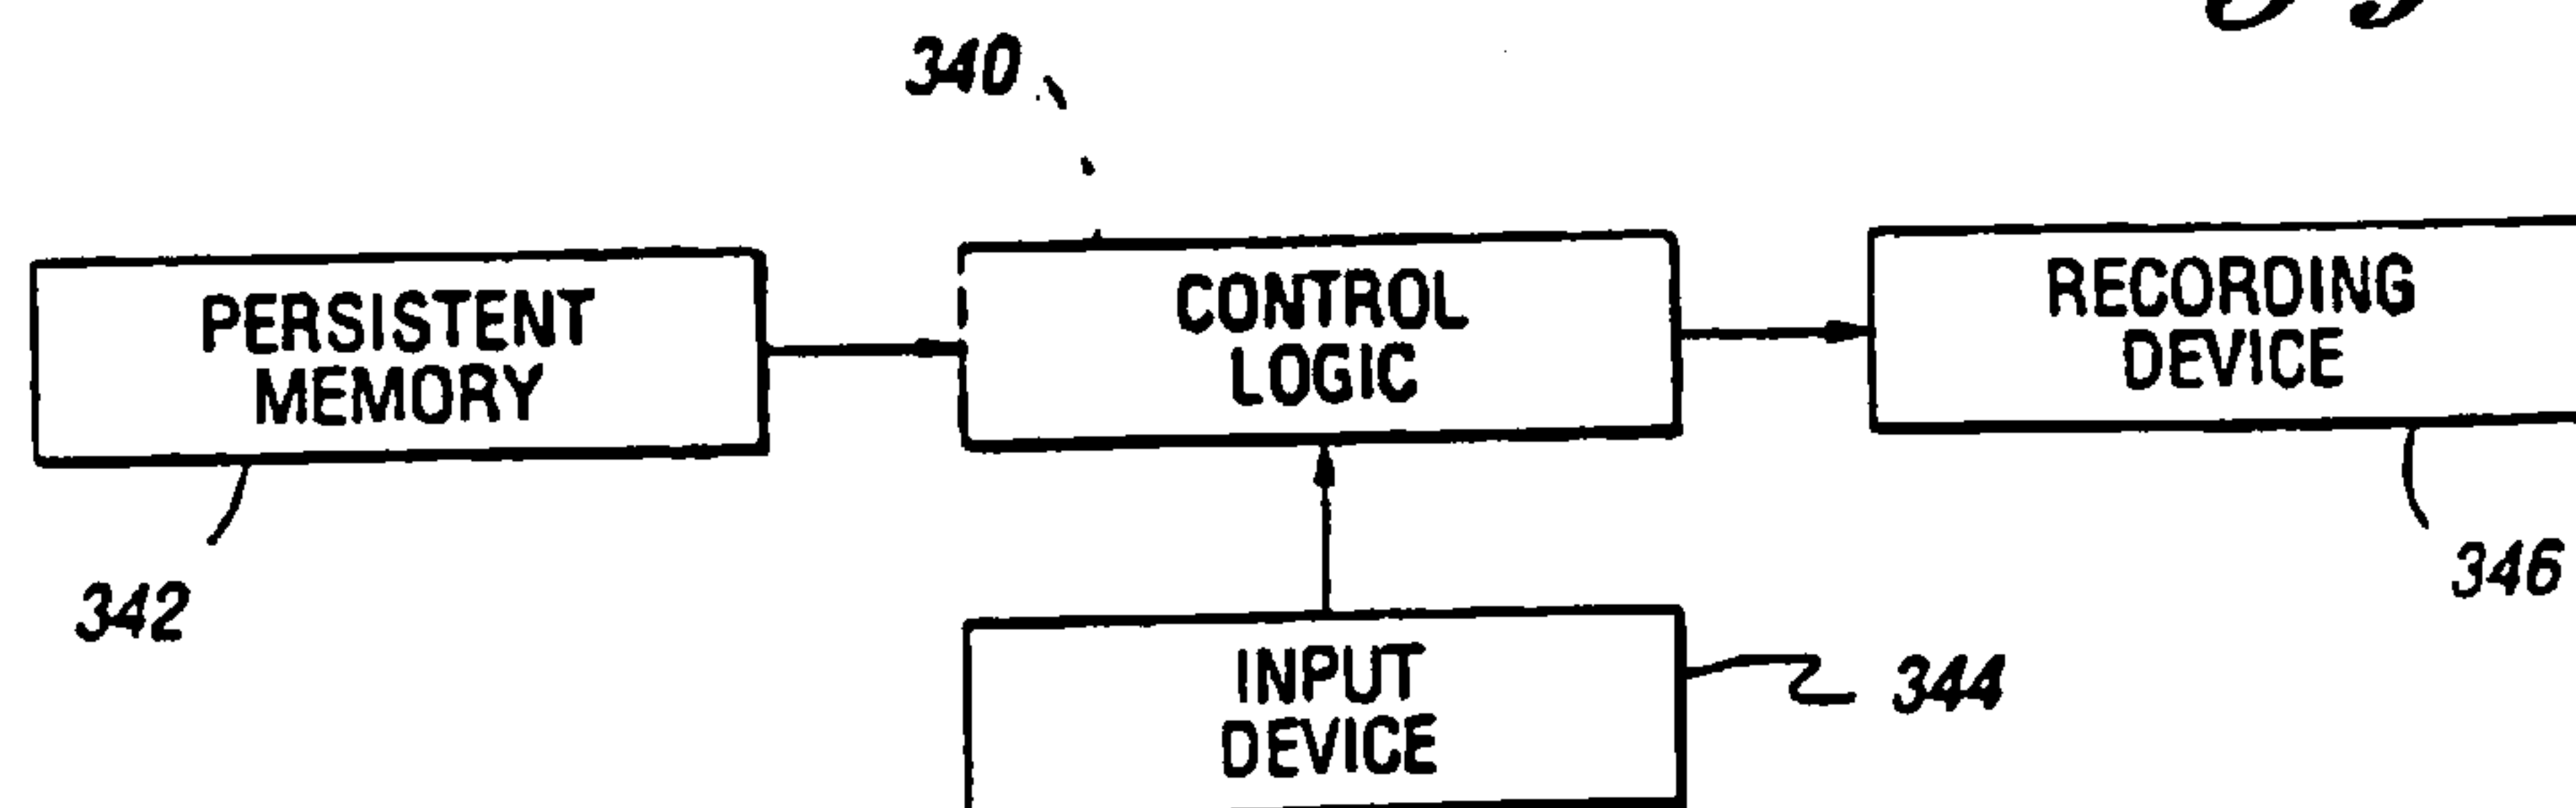 340
PERSISTENT
MEMORY
CONTROL
LOGIC
RECORDING
DEVICE
342
346
INPUT
DEVICE
344